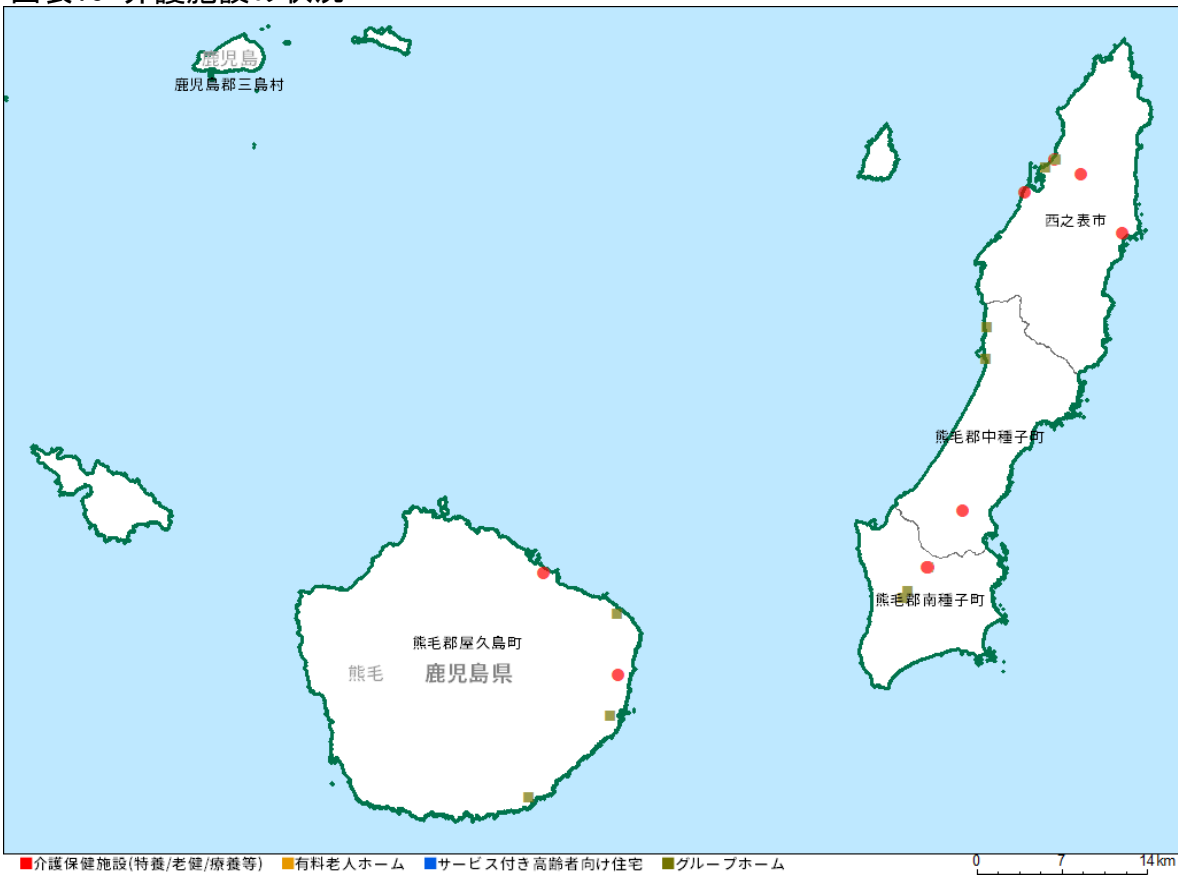 鹿児島
鹿児島郡三島村
西之表市
熊毛郡中種子町
熊毛郡南種子町
熊毛郡屋久島町
熊毛
鹿児島県
介護保健施設(特養/老健/療養等) 有料老人ホーム サービス付き高齢者向け住宅 グループホーム
0 7 14km